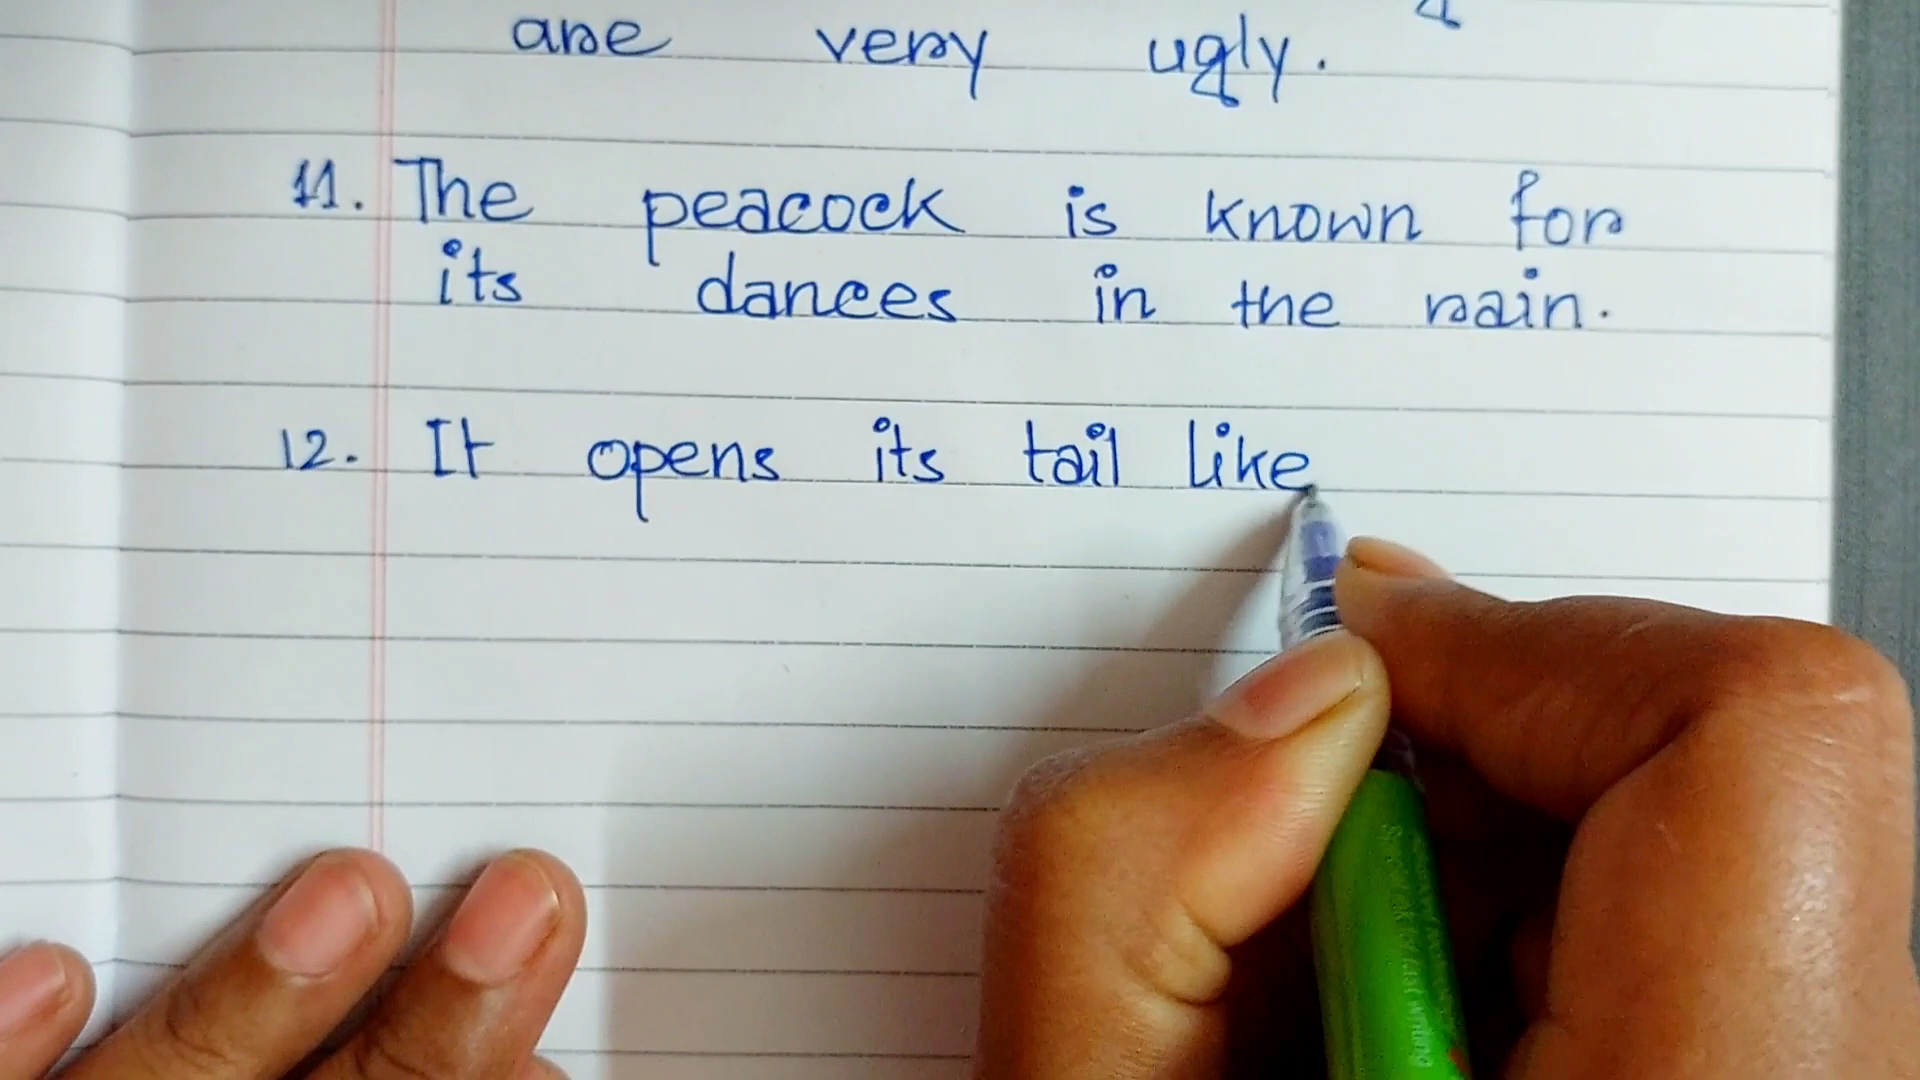 are very ugly.
11. The peacock is known for
its dances in the rain.
12. It opens its tail like